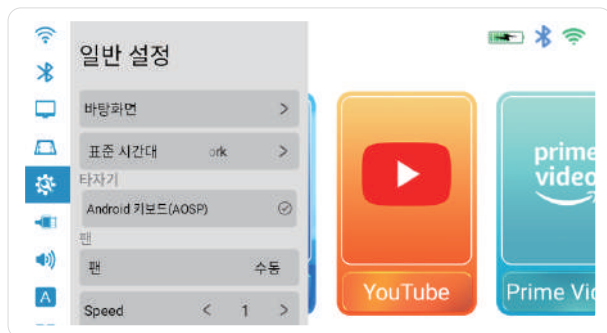 일반 설정
바탕화면 >
표준 시간대 ork >
타자기
Android 키보드(AOSP)
팬
팬 수동
Speed < 1 >
A
YouTube
prime
video
Prime Vi